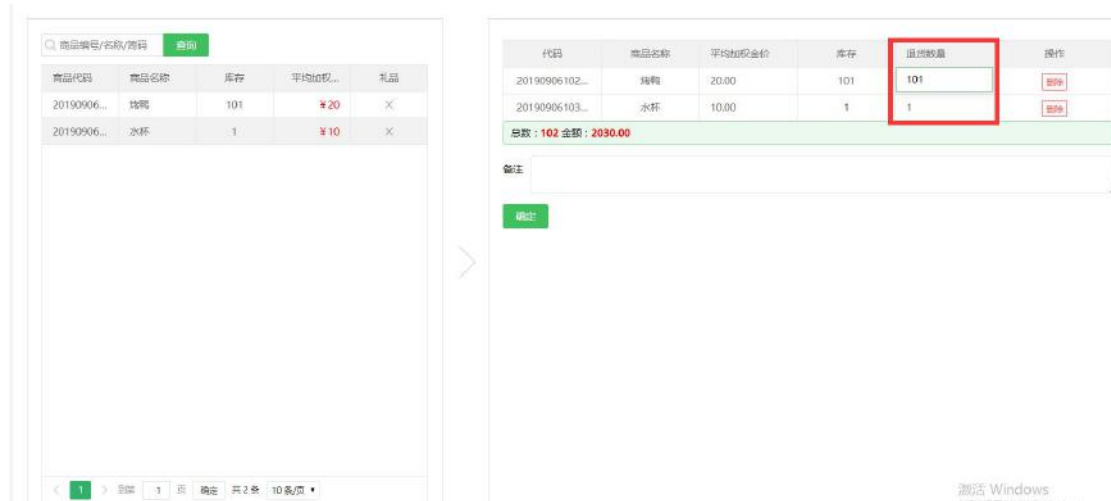 商品编号/名称/简码 查询
商品代码 商品名称 库存 平均加权... 礼品
20190906... 烤鸭 101 ¥20 ×
20190906... 水杯 1 ¥10 ×
< 1 > 到第 1 页 确定 共2条 10条/页
代码 商品名称 平均加权金价 库存 退货数量 操作
20190906102... 烤鸭 20.00 101 101 删除
20190906103... 水杯 10.00 1 1 删除
总数:102 金额:2030.00
备注
确定
激活 Windows